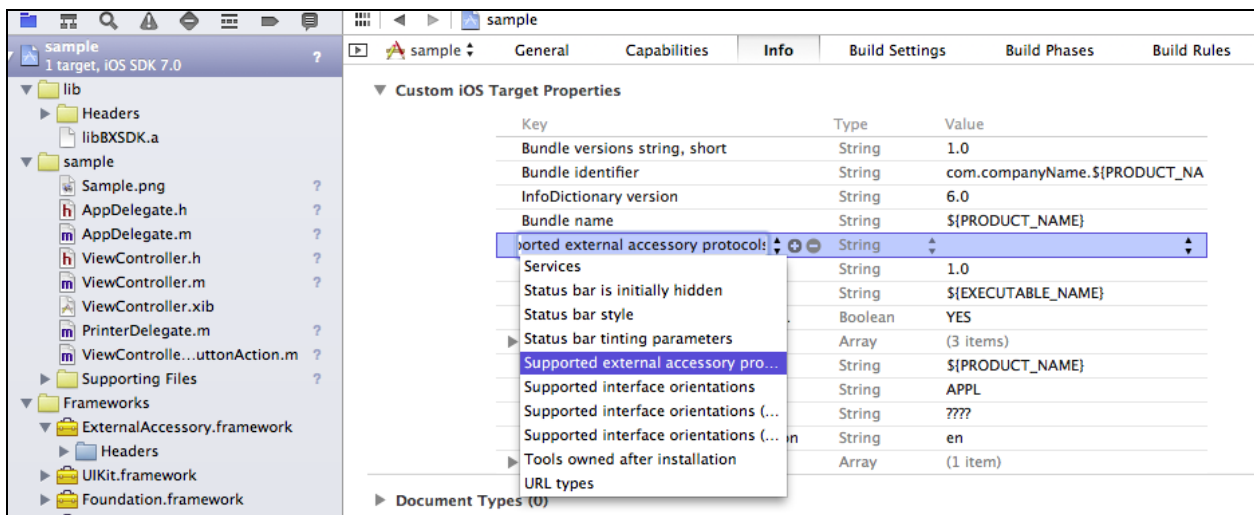 sample
sample
1 target, iOS SDK 7.0
?
sample
General
Capabilities
Info
Build Settings
Build Phases
Build Rules
lib
Headers
libBXSDK.a
sample
Sample.png ?
h AppDelegate.h ?
m AppDelegate.m ?
h ViewController.h ?
m ViewController.m ?
ViewController.xib
m PrinterDelegate.m ?
m ViewControlle...uttonAction.m ?
Supporting Files ?
Frameworks
ExternalAccessory.framework
Headers
UIKit.framework
Foundation.framework
Custom iOS Target Properties
Key Type Value
Bundle versions string, short String 1.0
Bundle identifier String com.companyName.${PRODUCT_NA
InfoDictionary version String 6.0
Bundle name String ${PRODUCT_NAME}
orted external accessory protocols String
String 1.0
String ${EXECUTABLE_NAME}
. Boolean YES
Array (3 items)
String ${PRODUCT_NAME}
String APPL
String ????
on String en
Array (1 item)
Services
Status bar is initially hidden
Status bar style
Status bar tinting parameters
Supported external accessory pro...
Supported interface orientations
Supported interface orientations (...
Supported interface orientations (...
Tools owned after installation
URL types
Document Types (0)